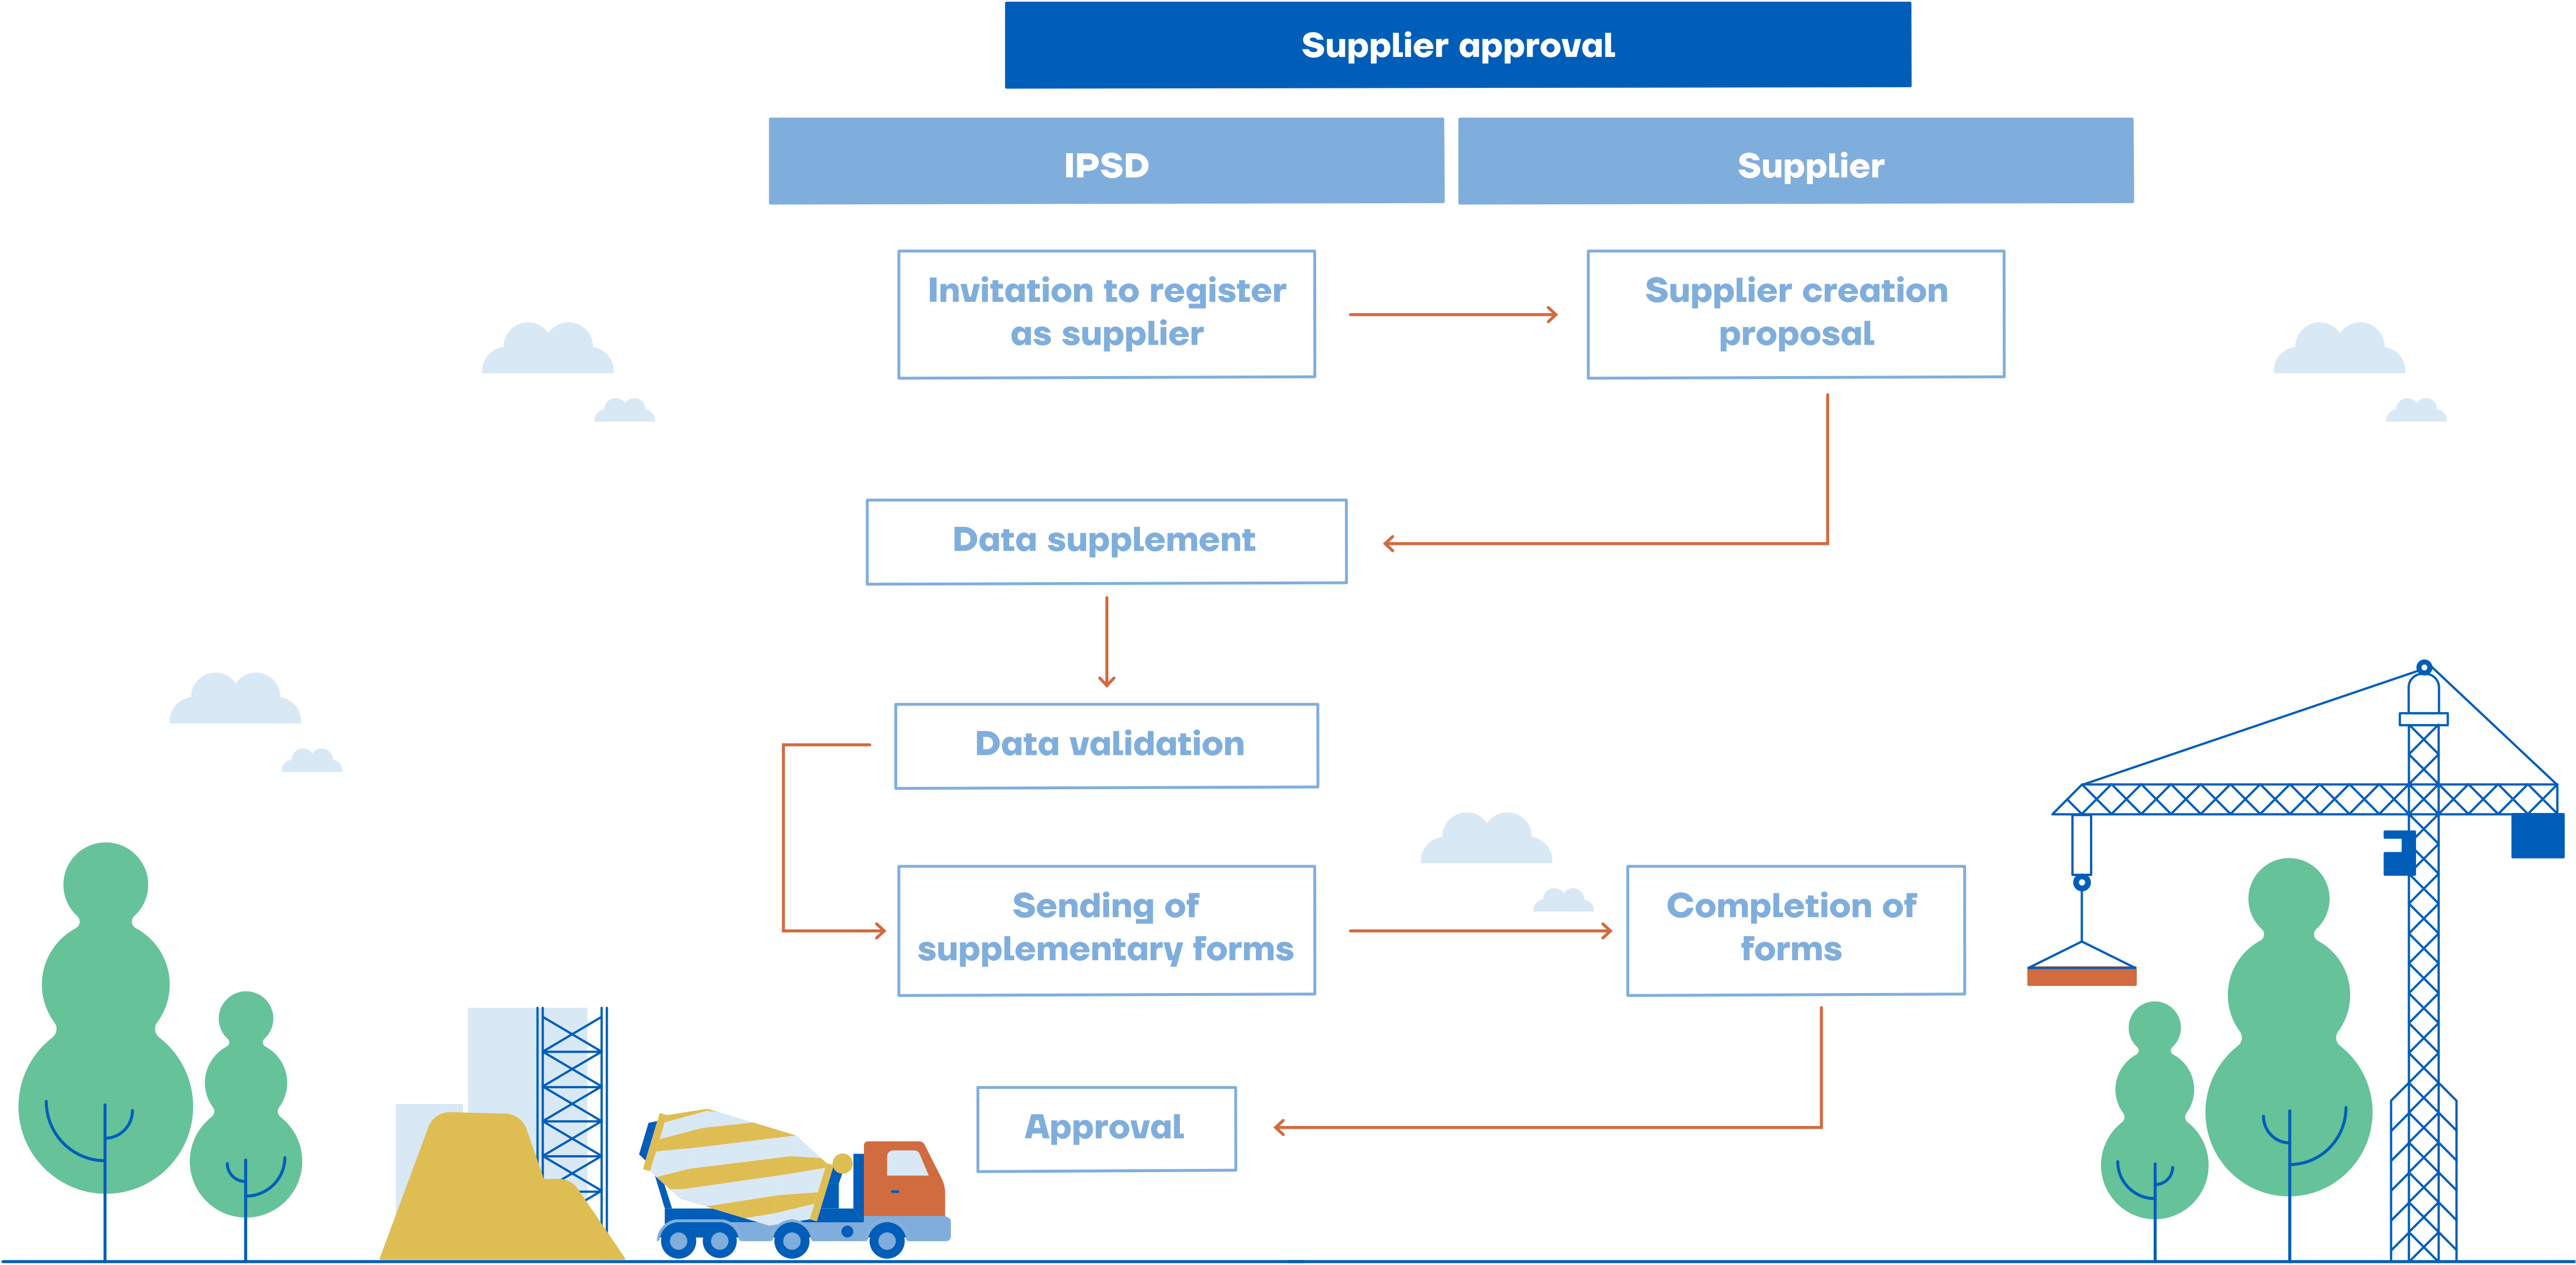 Supplier approval
IPSD
Supplier
Invitation to register
as supplier
Supplier creation
proposal
Data supplement
Data validation
Sending of
supplementary forms
Completion of
forms
Approval